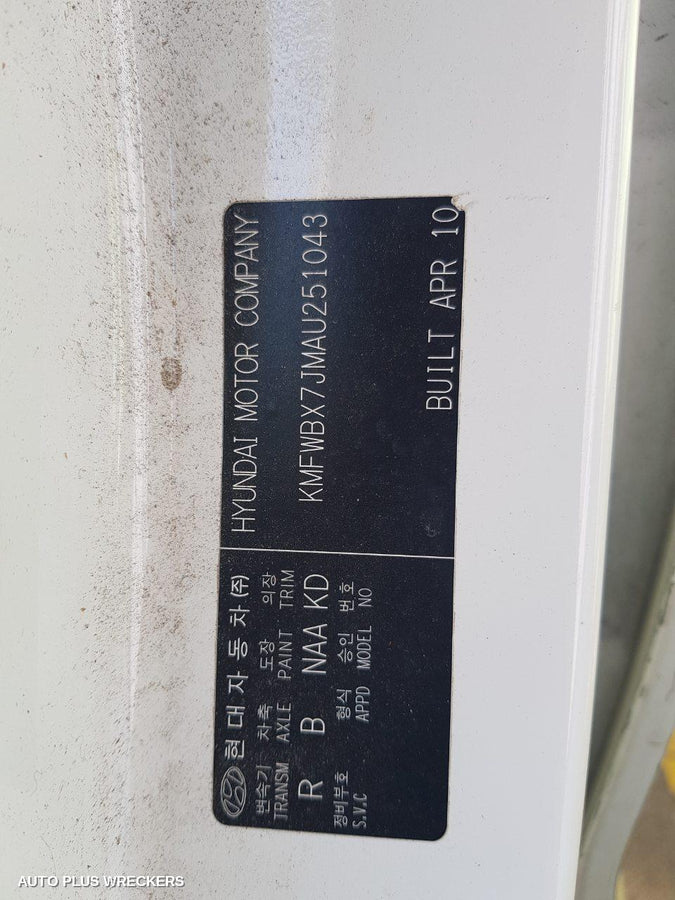 현대자동차(주)
변속기 차축 도장 의장
TRANSM AXLE PAINT TRIM
R B NAA KD
정비부호 형식 승인 번호
S.V.C APPD MODEL NO
HYUNDAI MOTOR COMPANY
KMFWBX7JMAU251043
BUILT APR 10
AUTO PLUS WRECKERS